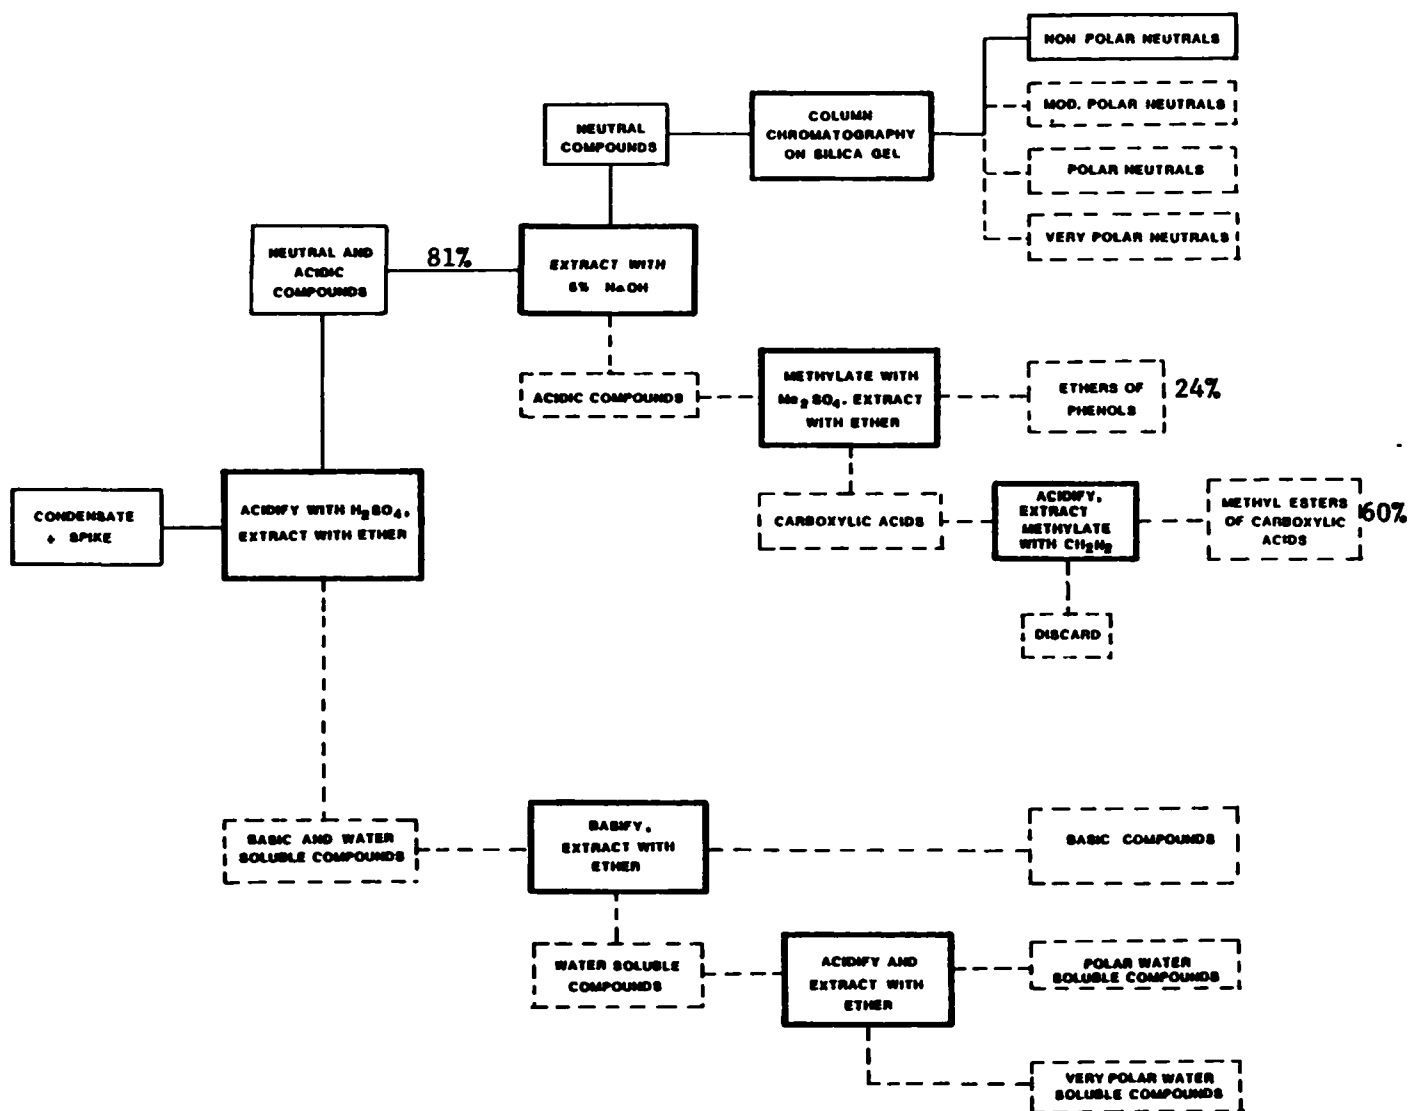 NON POLAR NEUTRALS
MOD. POLAR NEUTRALS
POLAR NEUTRALS
VERY POLAR NEUTRALS
COLUMN
CHROMATOGRAPHY
ON SILICA GEL
NEUTRAL
COMPOUNDS
NEUTRAL AND
ACIDIC
COMPOUNDS
81%
EXTRACT WITH
5% NaOH
ACIDIC COMPOUNDS
METHYLATE WITH
Me2SO4. EXTRACT
WITH ETHER
ETHERS OF
PHENOLS
24%
CONDENSATE
+ SPIKE
ACIDIFY WITH H2SO4,
EXTRACT WITH ETHER
CARBOXYLIC ACIDS
ACIDIFY,
EXTRACT
METHYLATE
WITH CH2N2
METHYL ESTERS
OF CARBOXYLIC
ACIDS
60%
DISCARD
BASIC AND WATER
SOLUBLE COMPOUNDS
BASIFY,
EXTRACT WITH
ETHER
BASIC COMPOUNDS
WATER SOLUBLE
COMPOUNDS
ACIDIFY AND
EXTRACT WITH
ETHER
POLAR WATER
SOLUBLE COMPOUNDS
VERY POLAR WATER
SOLUBLE COMPOUNDS